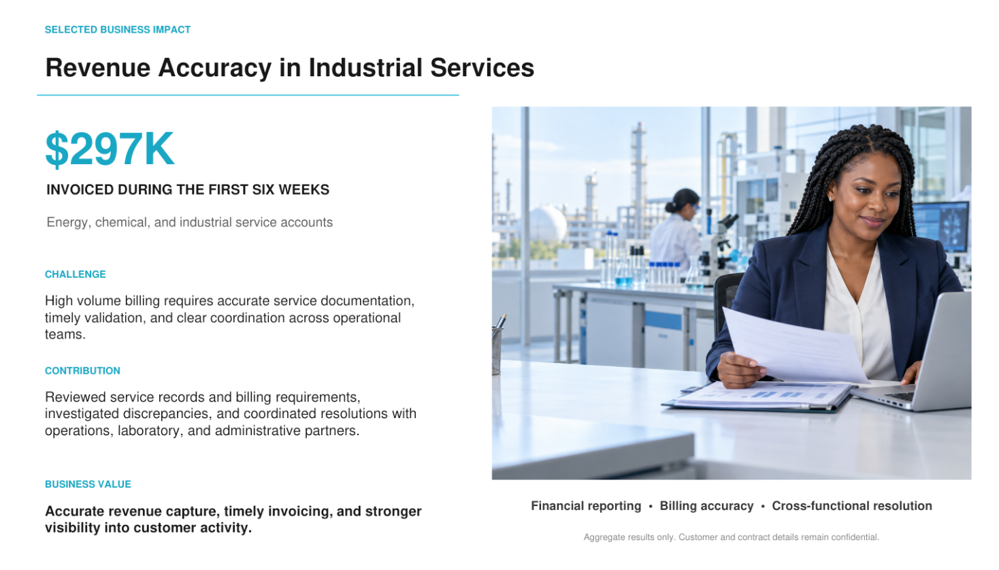 SELECTED BUSINESS IMPACT
Revenue Accuracy in Industrial Services
$297K
INVOICED DURING THE FIRST SIX WEEKS
Energy, chemical, and industrial service accounts
CHALLENGE
High volume billing requires accurate service documentation,
timely validation, and clear coordination across operational
teams.
CONTRIBUTION
Reviewed service records and billing requirements,
investigated discrepancies, and coordinated resolutions with
operations, laboratory, and administrative partners.
BUSINESS VALUE
Accurate revenue capture, timely invoicing, and stronger
visibility into customer activity.
Financial reporting • Billing accuracy • Cross-functional resolution
Aggregate results only. Customer and contract details remain confidential.